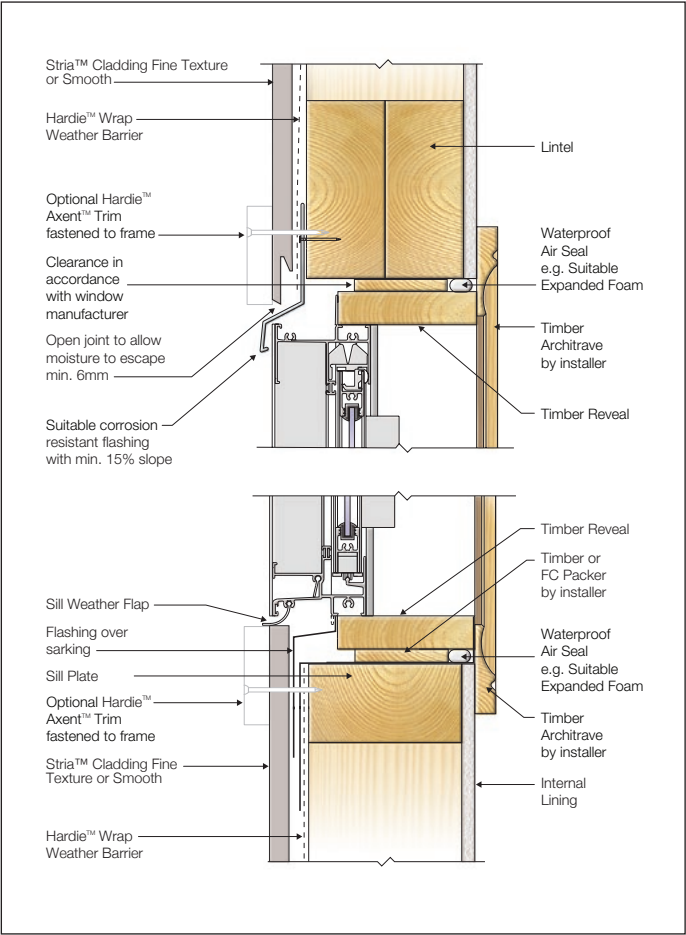 Stria™ Cladding Fine Texture
or Smooth
Hardie™ Wrap
Weather Barrier
Optional Hardie™
Axent™ Trim
fastened to frame
Clearance in
accordance
with window
manufacturer
Open joint to allow
moisture to escape
min. 6mm
Suitable corrosion
resistant flashing
with min. 15% slope
Lintel
Waterproof
Air Seal
e.g. Suitable
Expanded Foam
Timber
Architrave
by installer
Timber Reveal
Sill Weather Flap
Flashing over
sarking
Sill Plate
Optional Hardie™
Axent™ Trim
fastened to frame
Stria™ Cladding Fine
Texture or Smooth
Hardie™ Wrap
Weather Barrier
Timber Reveal
Timber or
FC Packer
by installer
Waterproof
Air Seal
e.g. Suitable
Expanded Foam
Timber
Architrave
by installer
Internal
Lining